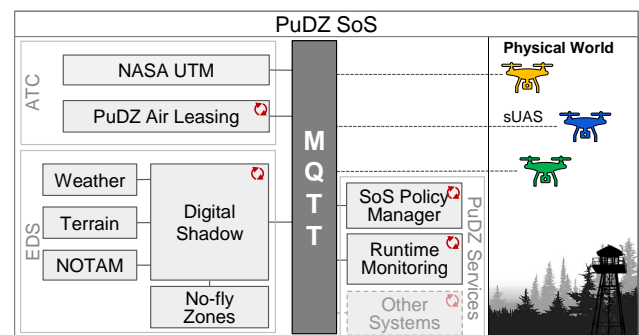 PuDZ SoS
ATC
NASA UTM
PuDZ Air Leasing
EDS
Weather
Terrain
NOTAM
Digital
Shadow
No-fly
Zones
M
Q
T
T
SoS Policy
Manager
Runtime
Monitoring
Other
Systems
PuDZ Services
Physical World
sUAS